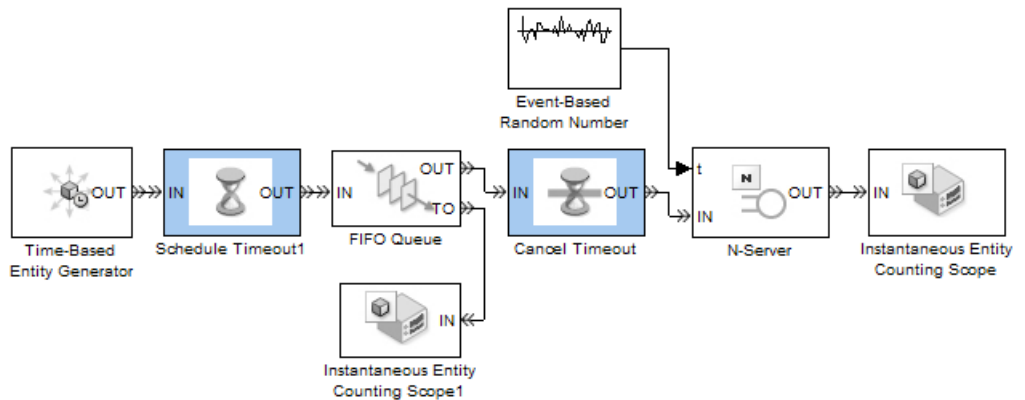 Event-Based
Random Number
OUT
Time-Based
Entity Generator
IN
OUT
Schedule Timeout1
IN
OUT
TO
FIFO Queue
IN
OUT
Cancel Timeout
t
IN
N
OUT
N-Server
IN
Instantaneous Entity
Counting Scope
IN
Instantaneous Entity
Counting Scope1